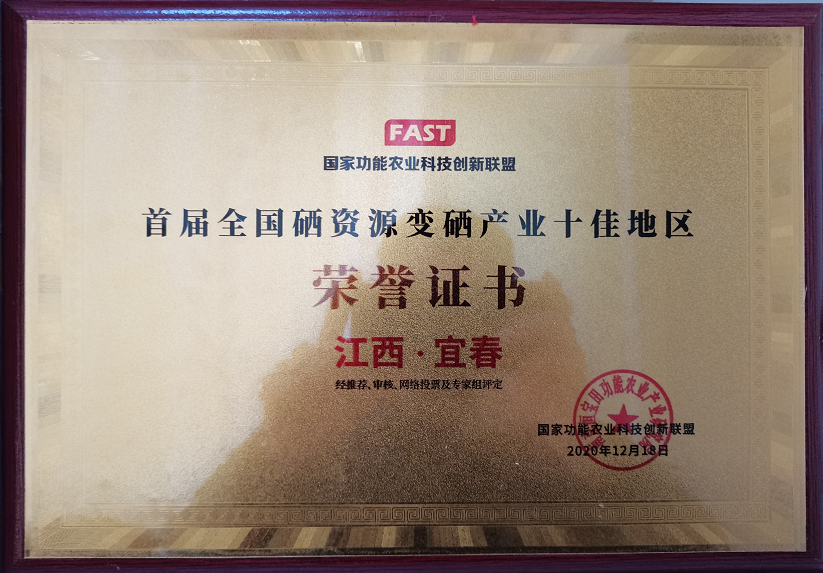 FAST
国家功能农业科技创新联盟
首届全国硒资源变硒产业十佳地区
荣誉证书
江西·宜春
经推荐、审核、网络投票及专家组评定
国家功能农业科技创新联盟
2020年12月18日